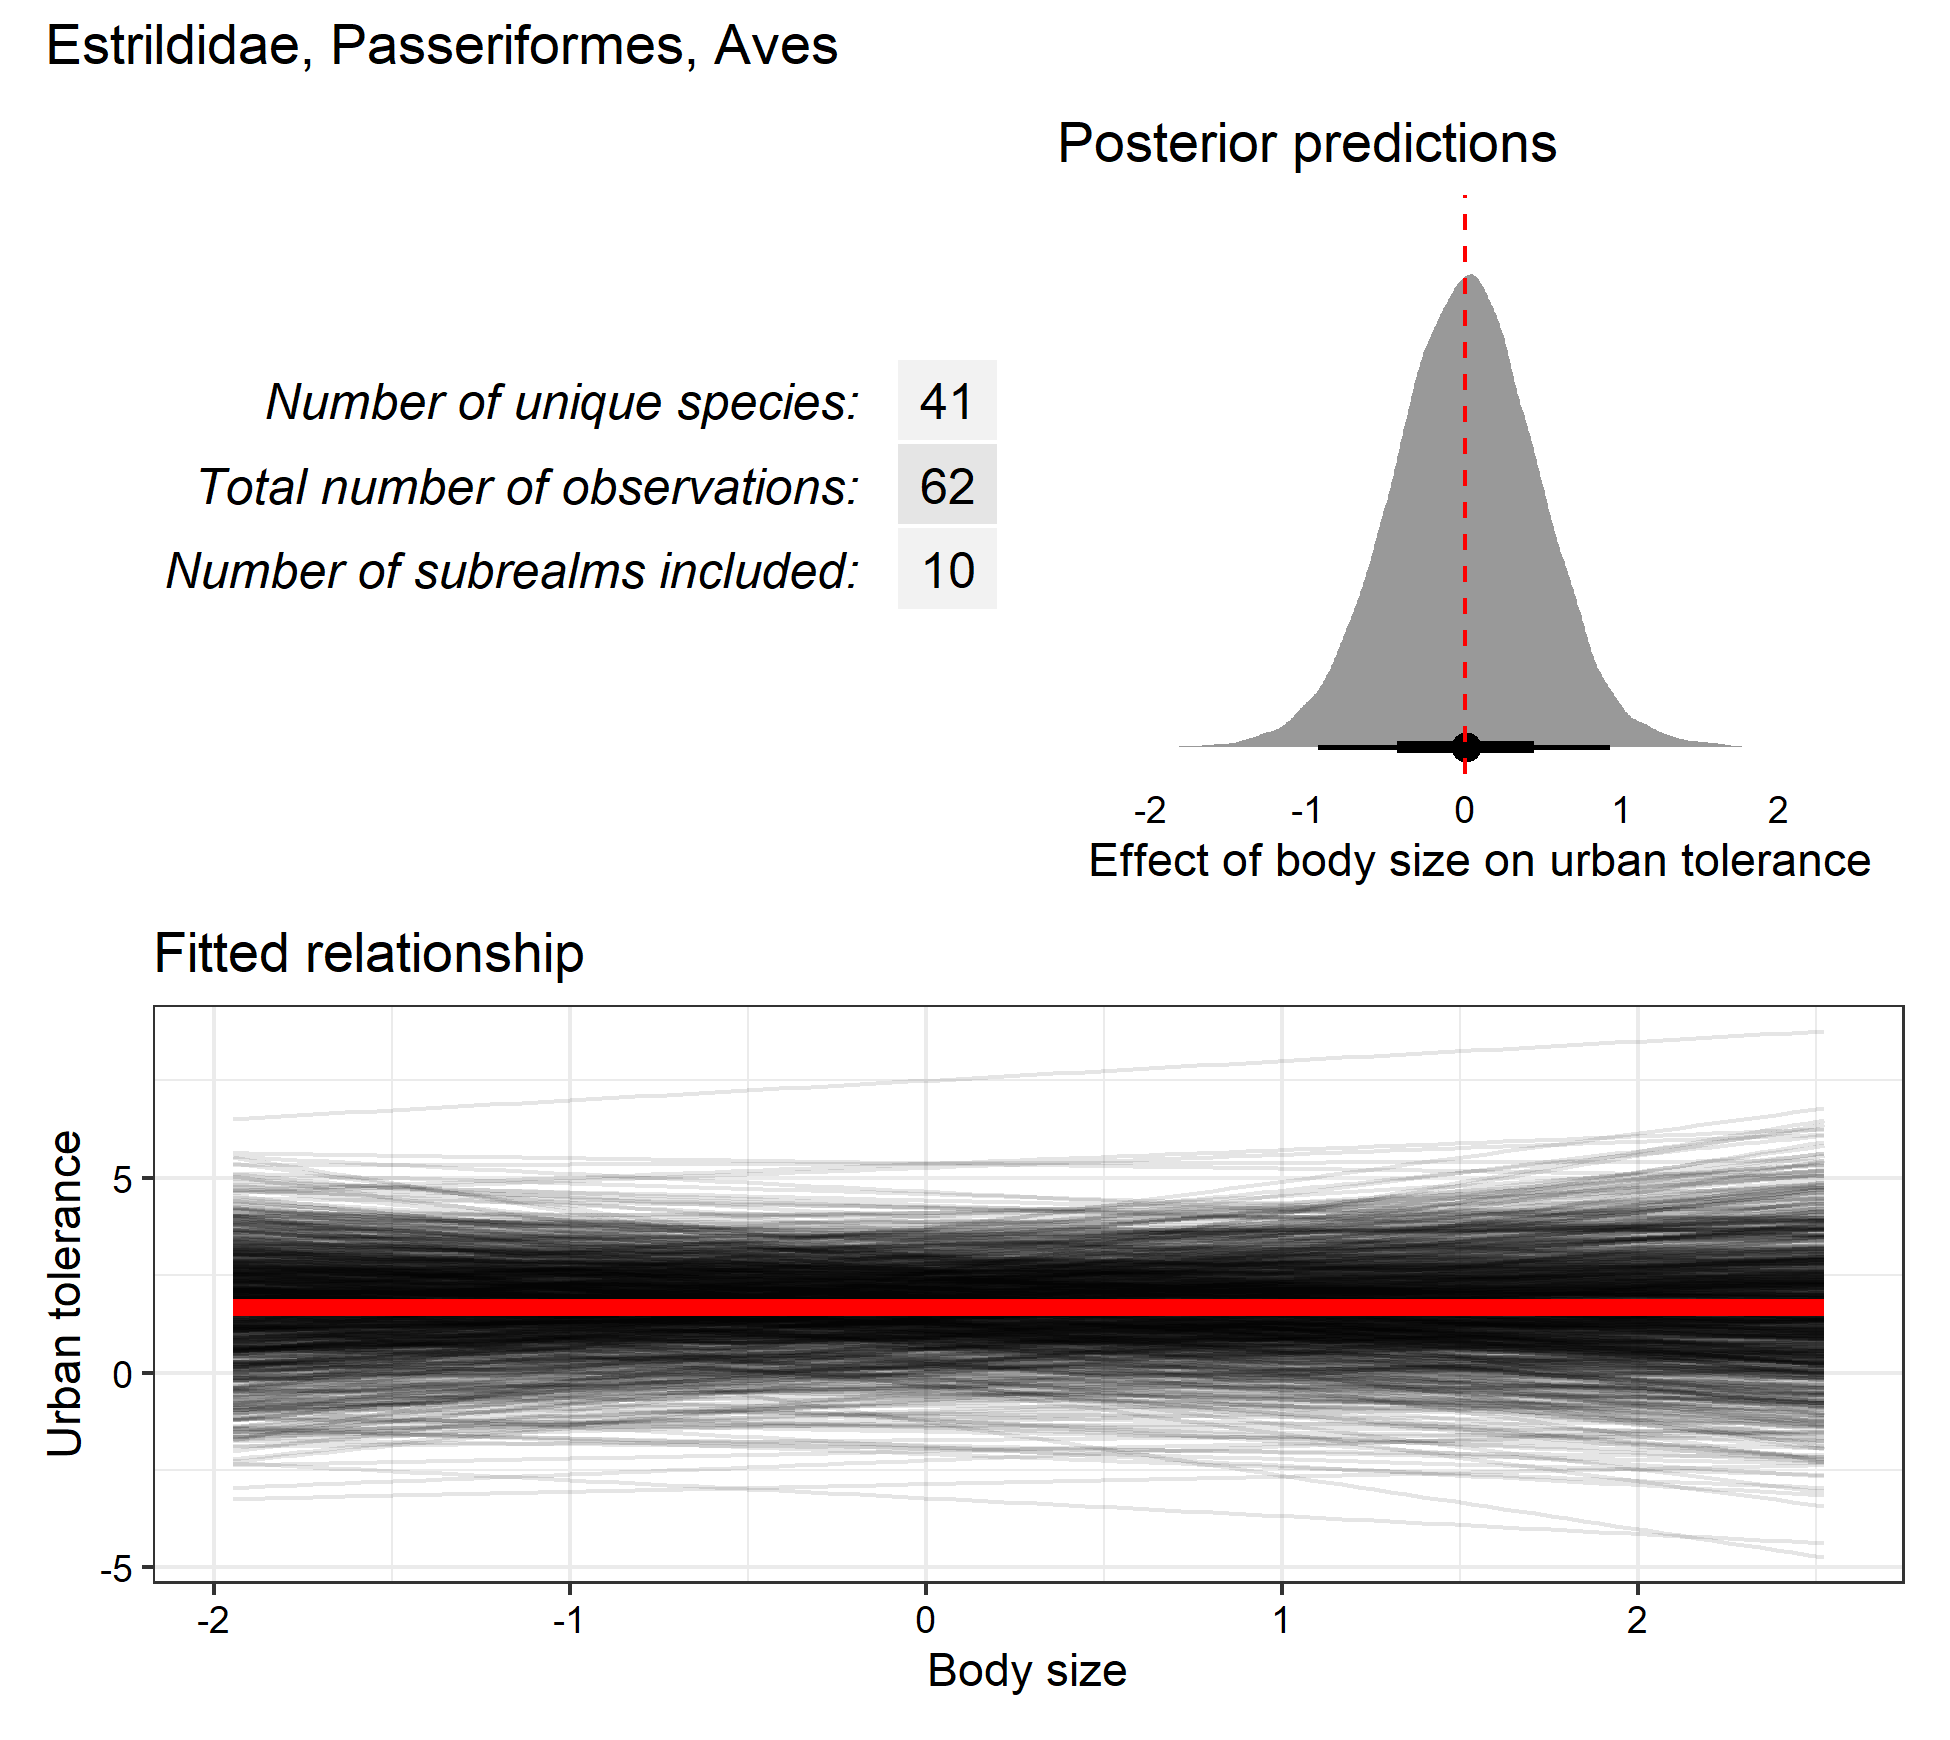 Estrildidae, Passeriformes, Aves
Posterior predictions
Number of unique species: 41
Total number of observations: 62
Number of subrealms included: 10
-2 -1 0 1 2
Effect of body size on urban tolerance
Fitted relationship
Urban tolerance
5
0
-5
-2 -1 0 1 2
Body size